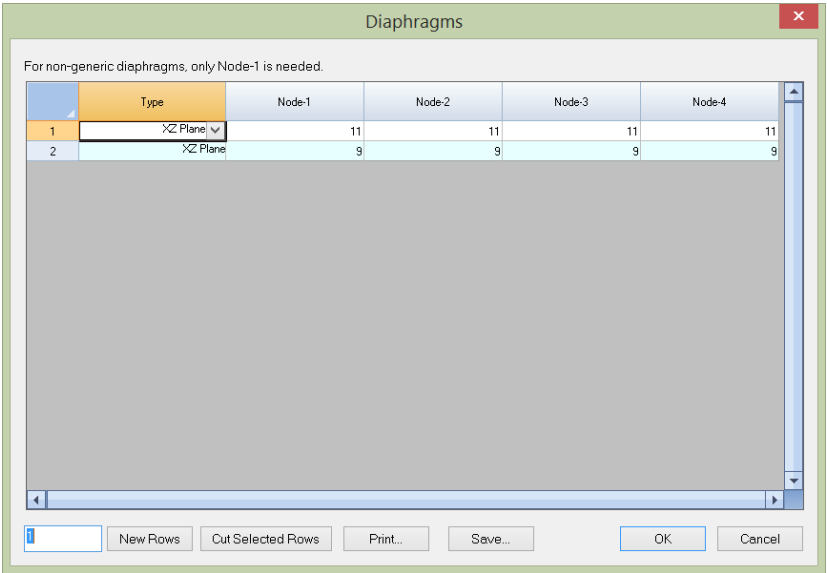 Diaphragms
For non-generic diaphragms, only Node-1 is needed.
Type Node-1 Node-2 Node-3 Node-4
1 XZ Plane 11 11 11 11
2 XZ Plane 9 9 9 9
1 New Rows Cut Selected Rows Print... Save... OK Cancel